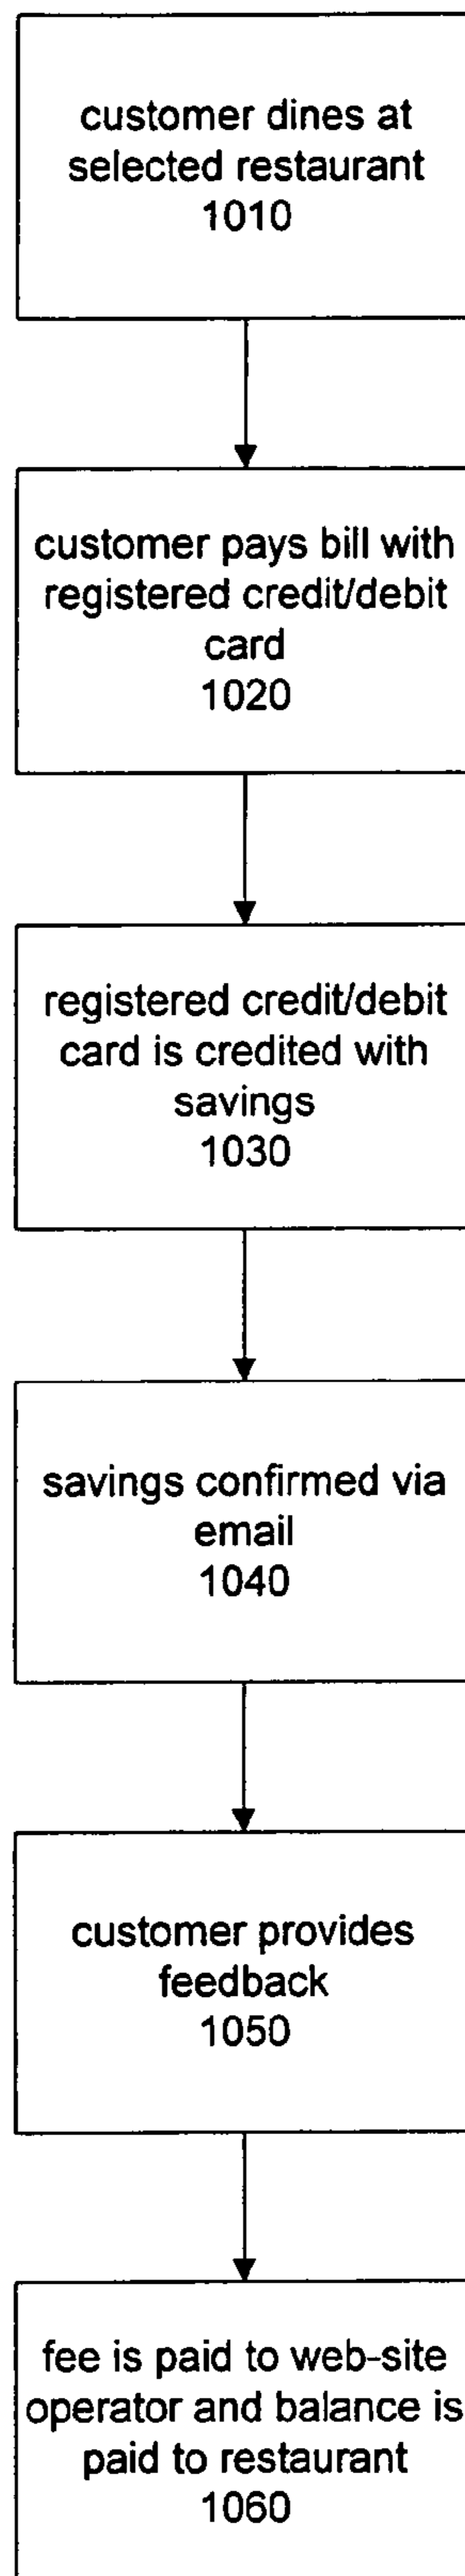 customer dines at
selected restaurant
1010
customer pays bill with
registered credit/debit
card
1020
registered credit/debit
card is credited with
savings
1030
savings confirmed via
email
1040
customer provides
feedback
1050
fee is paid to web-site
operator and balance is
paid to restaurant
1060